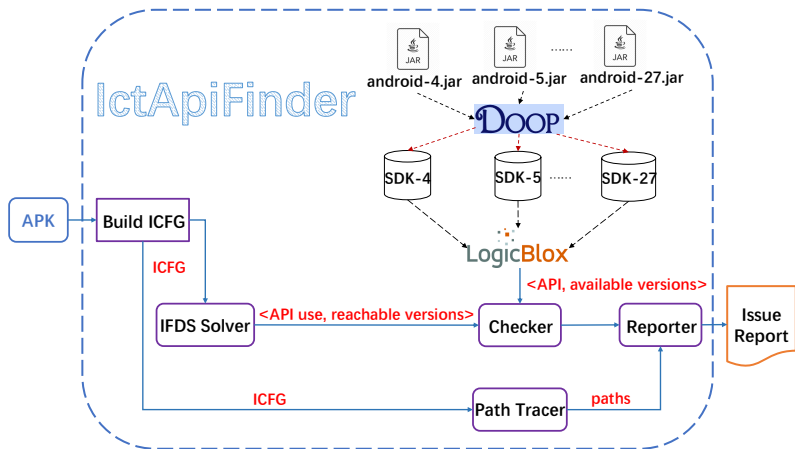 JAR
JAR
JAR
......
android-4.jar
android-5.jar
android-27.jar
IctApiFinder
DOOP
SDK-4
SDK-5
......
SDK-27
APK
Build ICFG
LogicBlox
ICFG
<API, available versions>
IFDS Solver
<API use, reachable versions>
Checker
Reporter
Issue
Report
ICFG
Path Tracer
paths